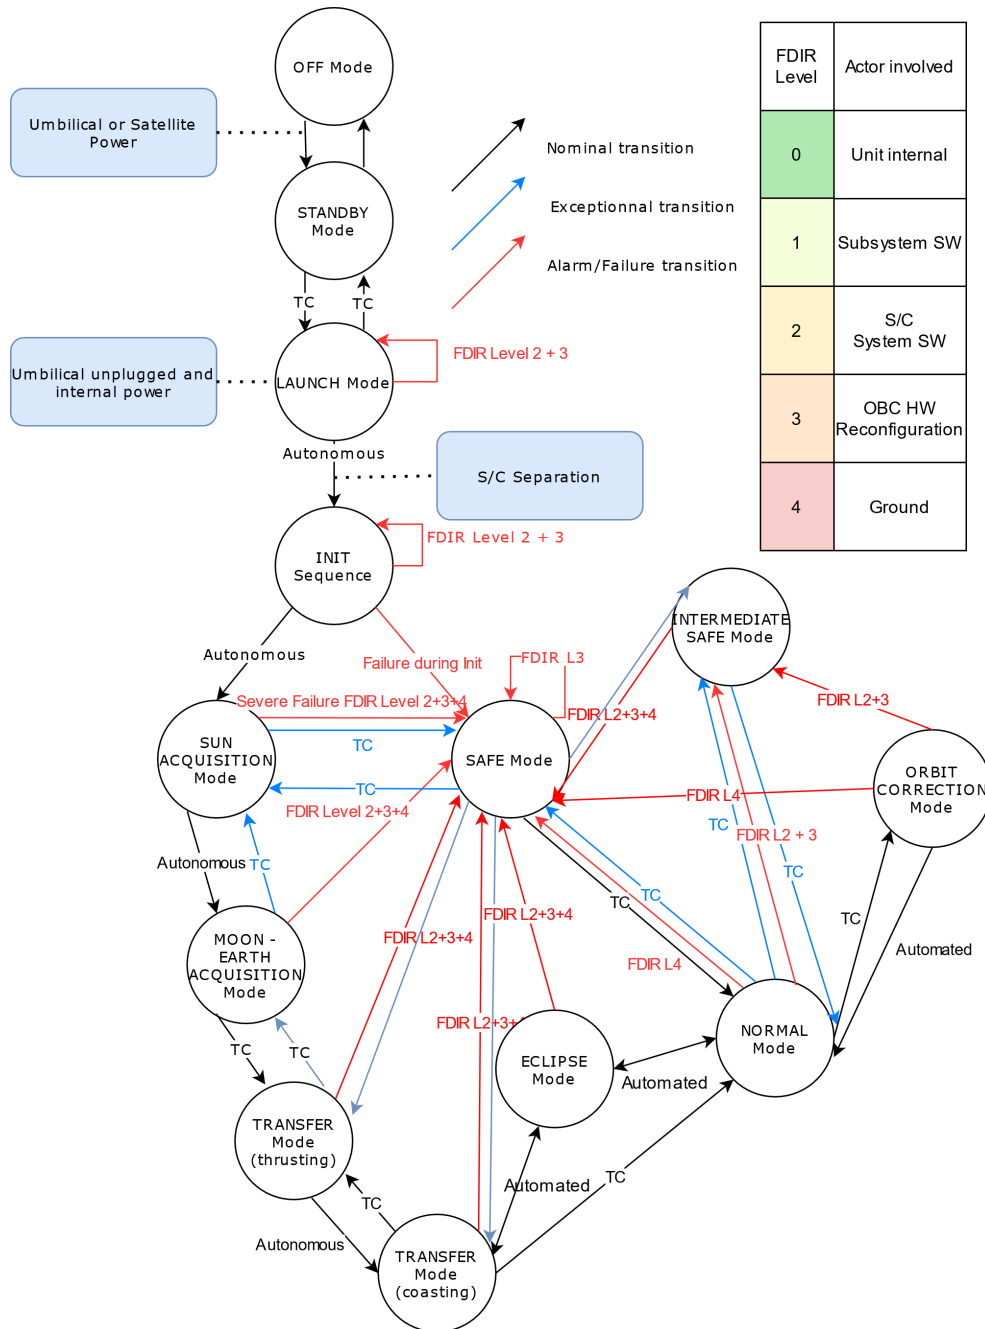 OFF Mode
Umbilical or Satellite
Power
STANDBY
Mode
Nominal transition
Exceptionnal transition
Alarm/Failure transition
FDIR
Level
Actor involved
0
Unit internal
1
Subsystem SW
2
S/C
System SW
3
OBC HW
Reconfiguration
4
Ground
TC
TC
Umbilical unplugged and
internal power
LAUNCH Mode
FDIR Level 2 + 3
Autonomous
S/C Separation
INIT
Sequence
FDIR Level 2 + 3
Autonomous
Failure during Init
FDIR L3
INTERMEDIATE
SAFE Mode
Severe Failure FDIR Level 2+3+4
FDIR L2+3+4
FDIR L2+3
SUN
ACQUISITION
Mode
TC
SAFE Mode
ORBIT
CORRECTION
Mode
TC
FDIR Level 2+3+4
FDIR L4
TC
FDIR L2 + 3
TC
Autonomous
TC
TC
TC
TC
Automated
FDIR L2+3+4
FDIR L2+3+4
FDIR L4
MOON -
EARTH
ACQUISITION
Mode
FDIR L2+3+4
NORMAL
Mode
TC
TC
ECLIPSE
Mode
Automated
TRANSFER
Mode
(thrusting)
TC
Automated
TC
Autonomous
TRANSFER
Mode
(coasting)